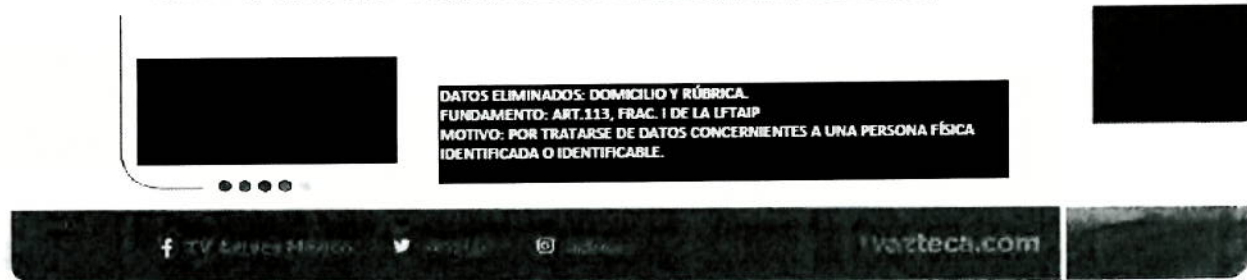 DATOS ELIMINADOS: DOMICILIO Y RÚBRICA.
FUNDAMENTO: ART.113, FRAC. I DE LA LFTAIP
MOTIVO: POR TRATARSE DE DATOS CONCERNIENTES A UNA PERSONA FÍSICA
IDENTIFICADA O IDENTIFICABLE.
TV Azteca México tvazteca.com